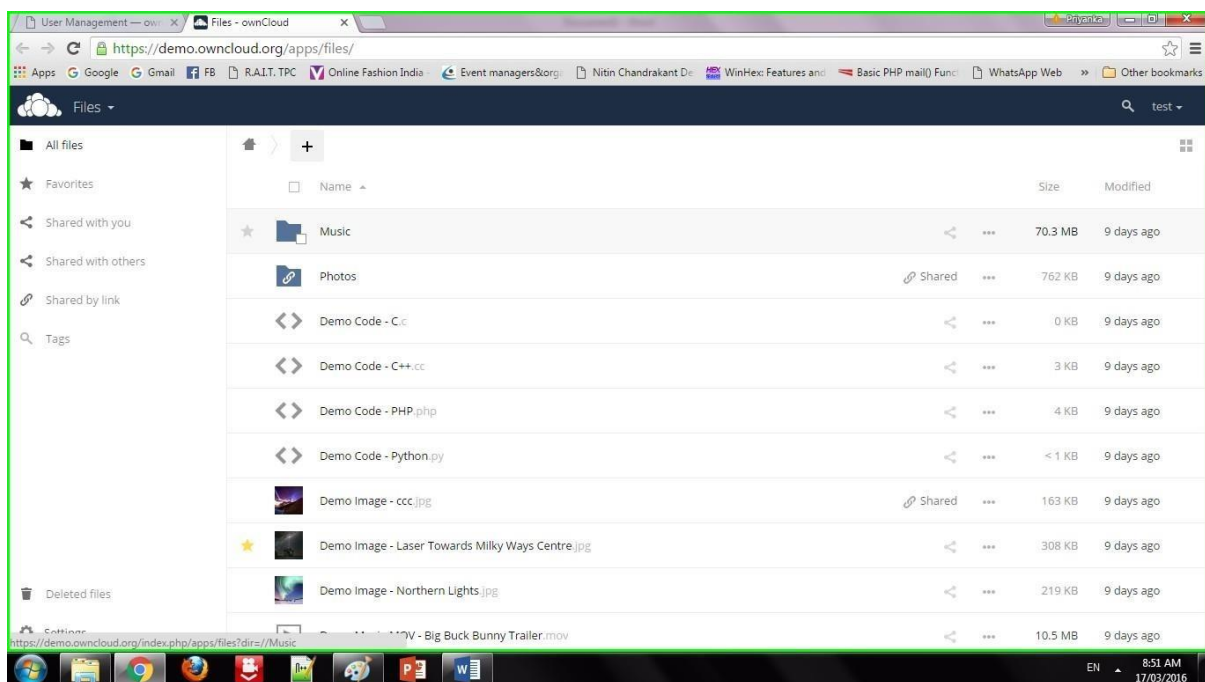 User Management — ow
Files - ownCloud
Priyanka
https://demo.owncloud.org/apps/files/
Apps Google Gmail FB R.A.I.T. TPC Online Fashion India Event managers&org Nitin Chandrakant De WinHex: Features and Basic PHP mail() Func WhatsApp Web » Other bookmarks
Files test
All files
+
Favorites
Name Size Modified
Shared with you
Music 70.3 MB 9 days ago
Shared with others
Photos Shared 762 KB 9 days ago
Shared by link
Demo Code - C.c 0 KB 9 days ago
Tags
Demo Code - C++.cc 3 KB 9 days ago
Demo Code - PHP.php 4 KB 9 days ago
Demo Code - Python.py < 1 KB 9 days ago
Demo Image - ccc.jpg Shared 163 KB 9 days ago
Demo Image - Laser Towards Milky Ways Centre.jpg 308 KB 9 days ago
Deleted files
Demo Image - Northern Lights.jpg 219 KB 9 days ago
Settings
MOV - Big Buck Bunny Trailer.mov 10.5 MB 9 days ago
https://demo.owncloud.org/index.php/apps/files?dir=//Music
EN 8:51 AM
17/03/2016